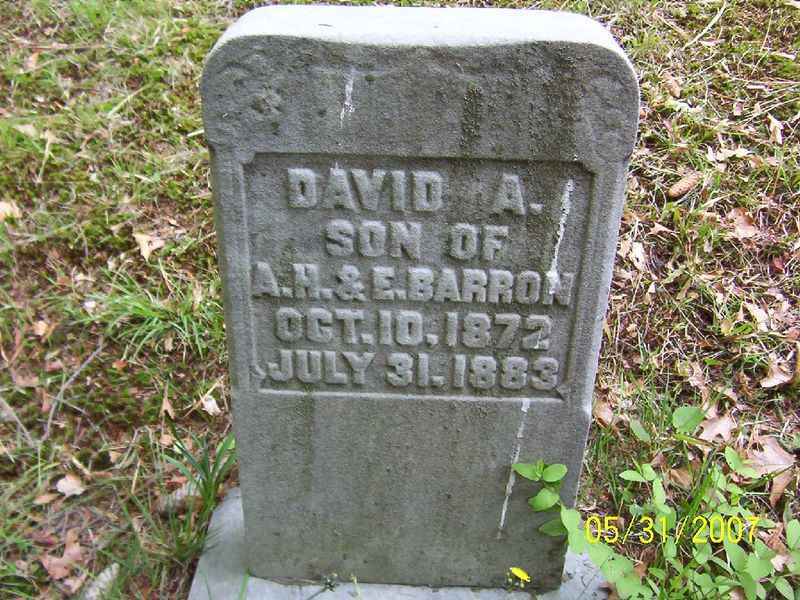 DAVID A.
SON OF
A.H. & E. BARRON
OCT. 10, 1872
JULY 31, 1883
05/31/2007